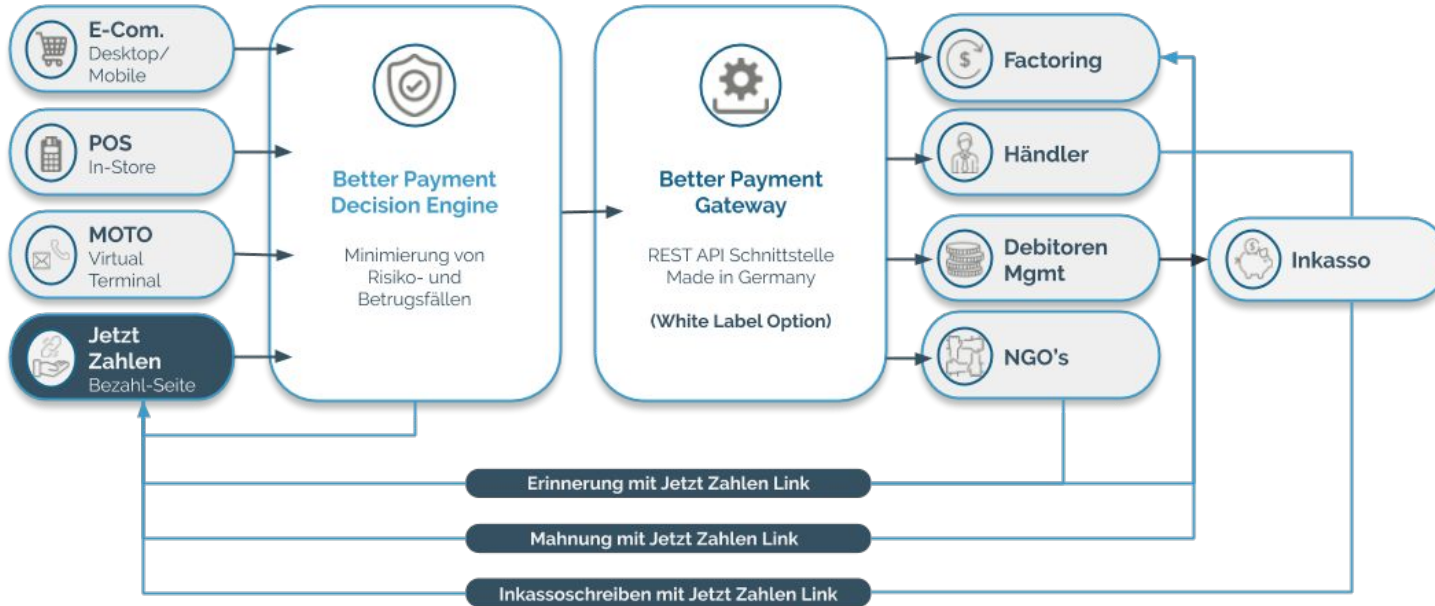 E-Com.
Desktop/
Mobile
POS
In-Store
MOTO
Virtual
Terminal
Jetzt
Zahlen
Bezahl-Seite
Better Payment
Decision Engine
Minimierung von
Risiko- und
Betrugsfällen
Better Payment
Gateway
REST API Schnittstelle
Made in Germany
(White Label Option)
$
Factoring
Händler
Debitoren
Mgmt
NGO's
$
Inkasso
Erinnerung mit Jetzt Zahlen Link
Mahnung mit Jetzt Zahlen Link
Inkassoschreiben mit Jetzt Zahlen Link